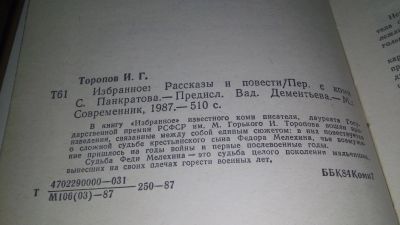 Торопов И. Г.
Т61 Избранное: Рассказы и повести/Пер. с коми
С. Панкратова.— Предисл. Вад. Дементьева.— М.:
Современник, 1987.— 510 с.
В книгу «Избранное» известного коми писателя, лауреата Госу-
дарственной премии РСФСР им. М. Горького И. Торопова вошли про-
изведения, связанные между собой единым сюжетом: в них повествуется
о сложной судьбе крестьянского сына Федора Мелехина, чье
мание пришлось на годы войны и первые послевоенные годы.
Судьба Феди Мелехина — это судьба целого поколения мальчишек,
вынесших на своих плечах горести военных лет.
Т 4702290000—031
М106(03)—87 250—87
ББК84Коми7